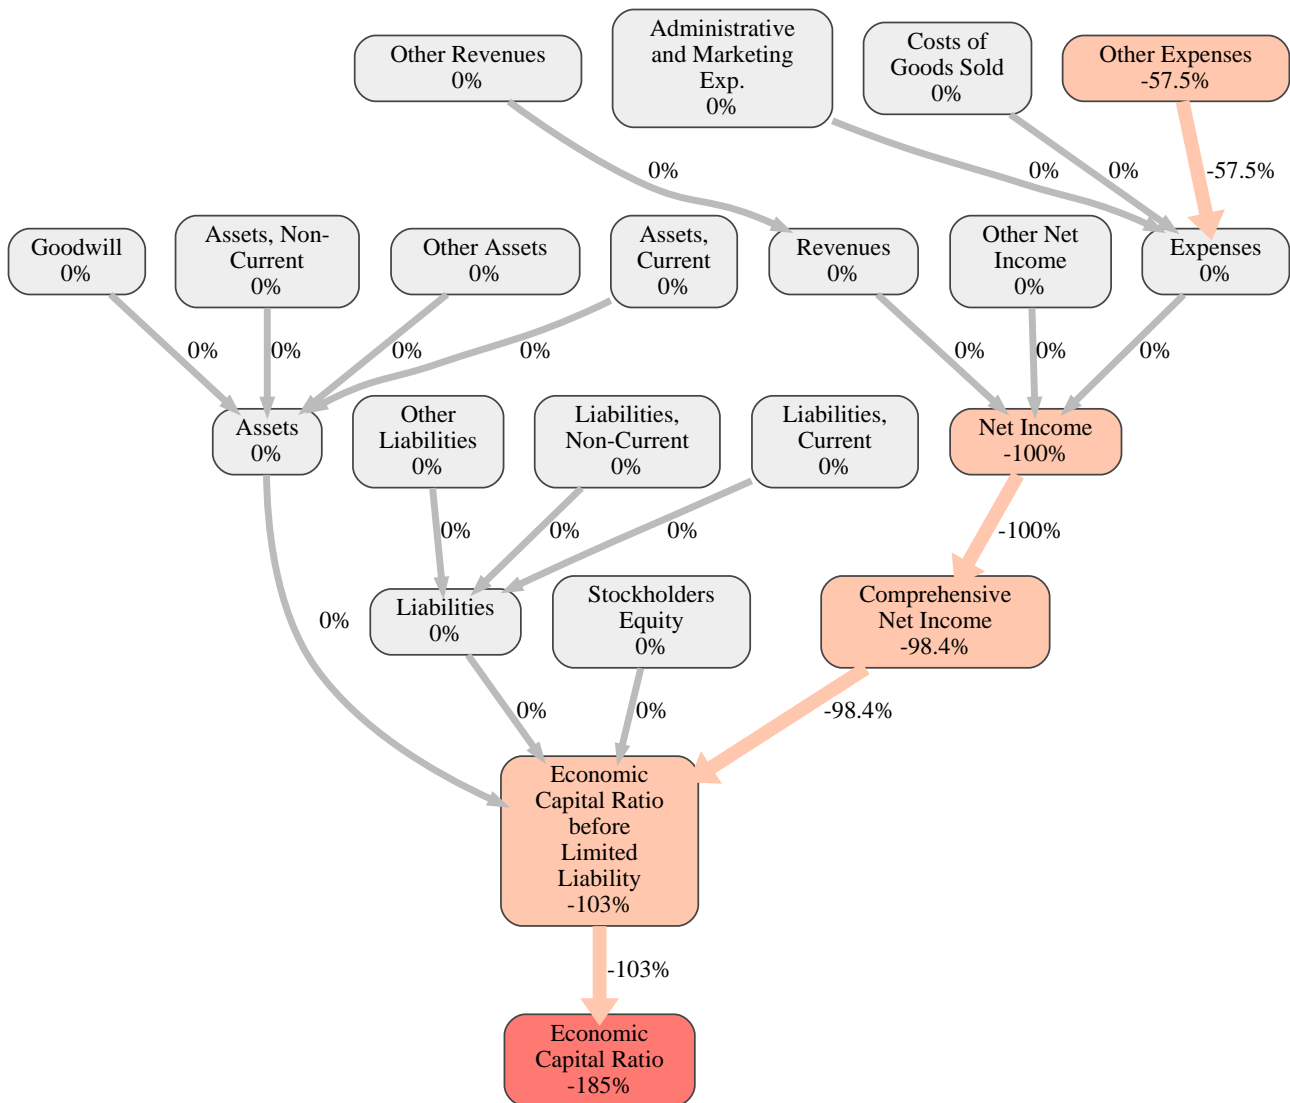 Other Revenues
0%
Administrative
and Marketing
Exp.
0%
Costs of
Goods Sold
0%
Other Expenses
-57.5%
0%
0%
0%
-57.5%
Goodwill
0%
Assets, Non-
Current
0%
Other Assets
0%
Assets,
Current
0%
Revenues
0%
Other Net
Income
0%
Expenses
0%
0%
0%
0%
0%
0%
0%
0%
Assets
0%
Other
Liabilities
0%
Liabilities,
Non-Current
0%
Liabilities,
Current
0%
Net Income
-100%
0%
0%
0%
-100%
Liabilities
0%
Stockholders
Equity
0%
Comprehensive
Net Income
-98.4%
0%
0%
0%
-98.4%
Economic
Capital Ratio
before
Limited
Liability
-103%
-103%
Economic
Capital Ratio
-185%